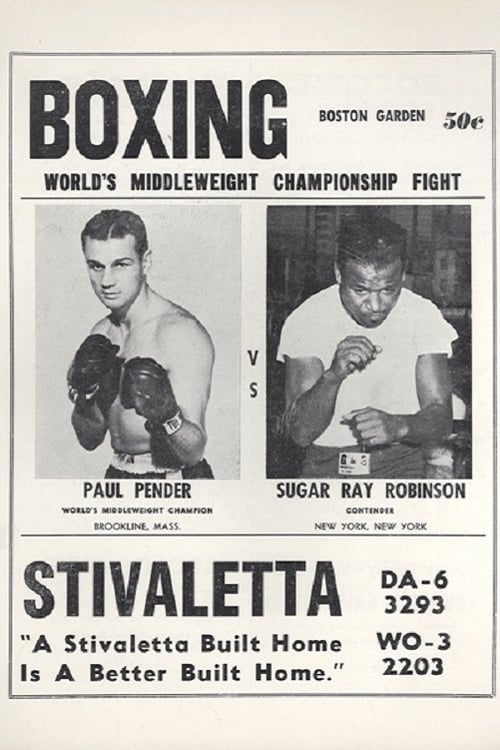 BOXING
BOSTON GARDEN 50¢
WORLD'S MIDDLEWEIGHT CHAMPIONSHIP FIGHT
VS
PAUL PENDER
WORLD'S MIDDLEWEIGHT CHAMPION
BROOKLINE, MASS.
SUGAR RAY ROBINSON
CONTENDER
NEW YORK, NEW YORK
STIVALETTA
DA-6
3293
"A Stivaletta Built Home
Is A Better Built Home."
WO-3
2203